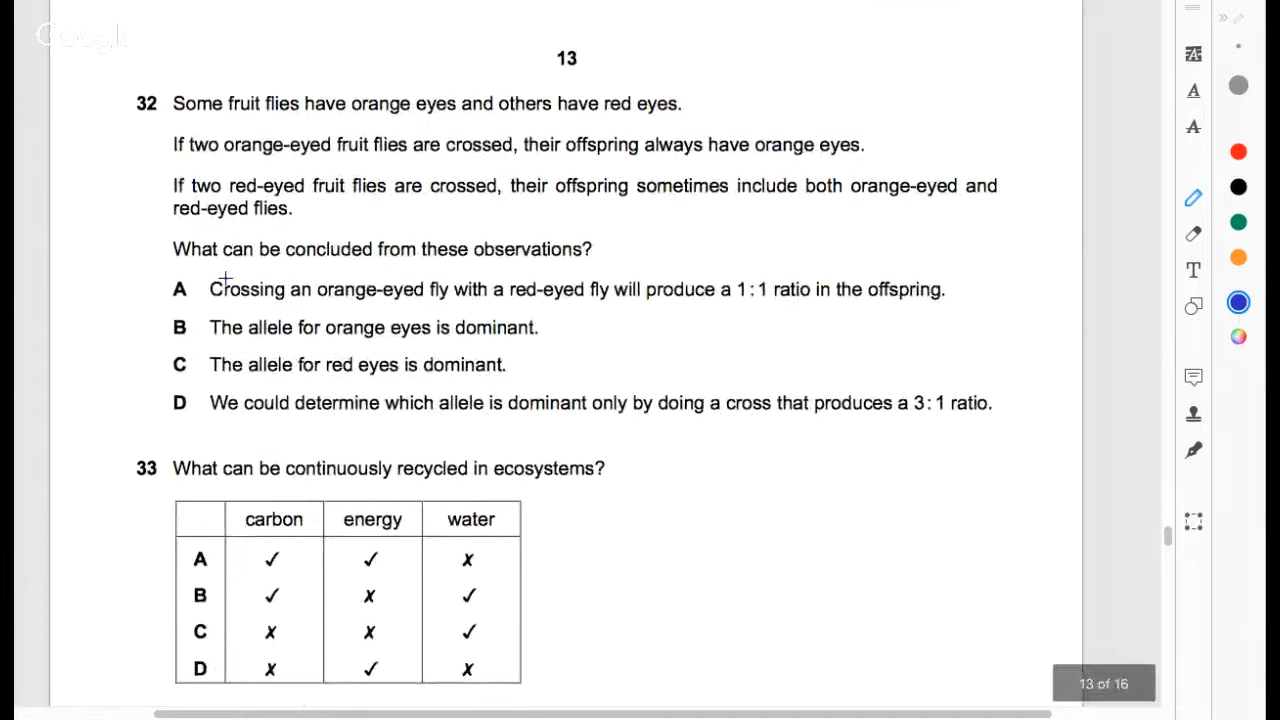 Google
13
32 Some fruit flies have orange eyes and others have red eyes.
If two orange-eyed fruit flies are crossed, their offspring always have orange eyes.
If two red-eyed fruit flies are crossed, their offspring sometimes include both orange-eyed and
red-eyed flies.
What can be concluded from these observations?
A Crossing an orange-eyed fly with a red-eyed fly will produce a 1 : 1 ratio in the offspring.
B The allele for orange eyes is dominant.
C The allele for red eyes is dominant.
D We could determine which allele is dominant only by doing a cross that produces a 3 : 1 ratio.
33 What can be continuously recycled in ecosystems?
carbon energy water
A ✓ ✓ ✗
B ✓ ✗ ✓
C ✗ ✗ ✓
D ✗ ✓ ✗
13 of 16